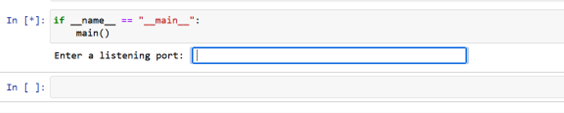 In [*]: if __name__ == "__main__":
    main()
Enter a listening port:
In [ ]: